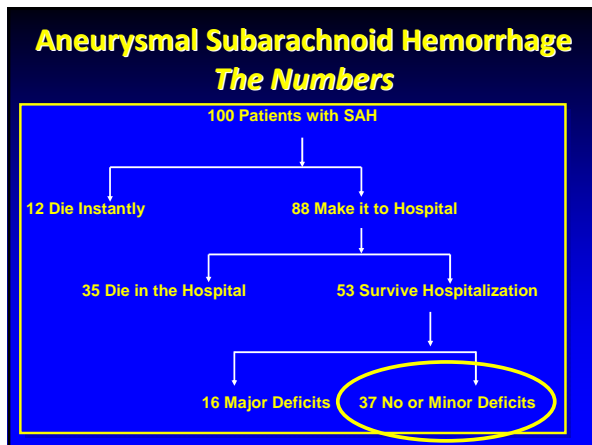 Aneurysmal Subarachnoid Hemorrhage
The Numbers
100 Patients with SAH
12 Die Instantly
88 Make it to Hospital
35 Die in the Hospital
53 Survive Hospitalization
16 Major Deficits
37 No or Minor Deficits